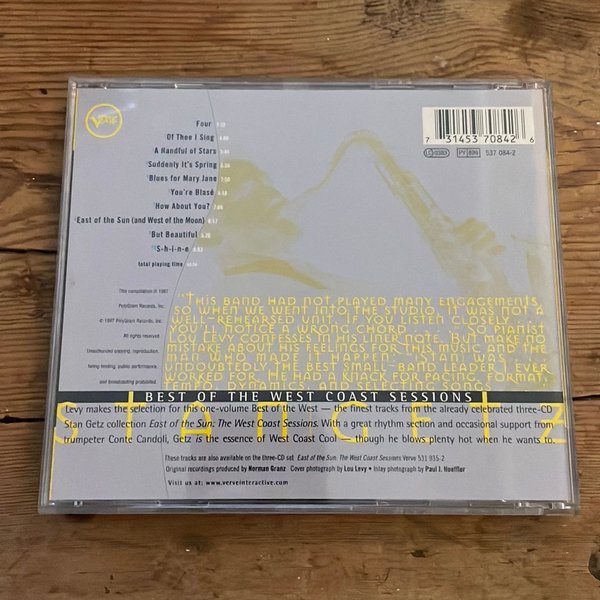 VERVE
Four
Of Thee I Sing
A Handful of Stars
Suddenly It's Spring
Blues for Mary Jane
You're Blasé
How About You?
East of the Sun (and West of the Moon)
But Beautiful
S-h-i-n-e
total playing time
7 31453 70842 6
LC 0383 PY 899 537 084-2
This compilation ℗ 1997
PolyGram Records, Inc.
© 1997 PolyGram Records, Inc.
All rights reserved.
Unauthorized copying, reproduction,
hiring, lending, public performance,
and broadcasting prohibited.
"This band had not played many engagements,
so when we went into the studio, it was not a
well-rehearsed unit. If you listen closely
you'll notice a wrong chord ..." So pianist
Lou Levy confesses in his liner note. But make no
mistake about his feelings for this music and the
man who made it happen: "[Stan] was
undoubtedly the best small-band leader I ever
worked for. He had a knack for pacing, format,
tempo, dynamics, and selecting songs."
BEST OF THE WEST COAST SESSIONS
stan getz
Levy makes the selection for this one-volume Best of the West — the finest tracks from the already celebrated three-CD
Stan Getz collection East of the Sun: The West Coast Sessions. With a great rhythm section and occasional support from
trumpeter Conte Candoli, Getz is the essence of West Coast Cool — though he blows plenty hot when he wants to.
These tracks are also available on the three-CD set East of the Sun: The West Coast Sessions Verve 531 935-2
Original recordings produced by Norman Granz Cover photograph by Lou Levy • Inlay photograph by Paul J. Hoeffler
Visit us at: www.verveinteractive.com